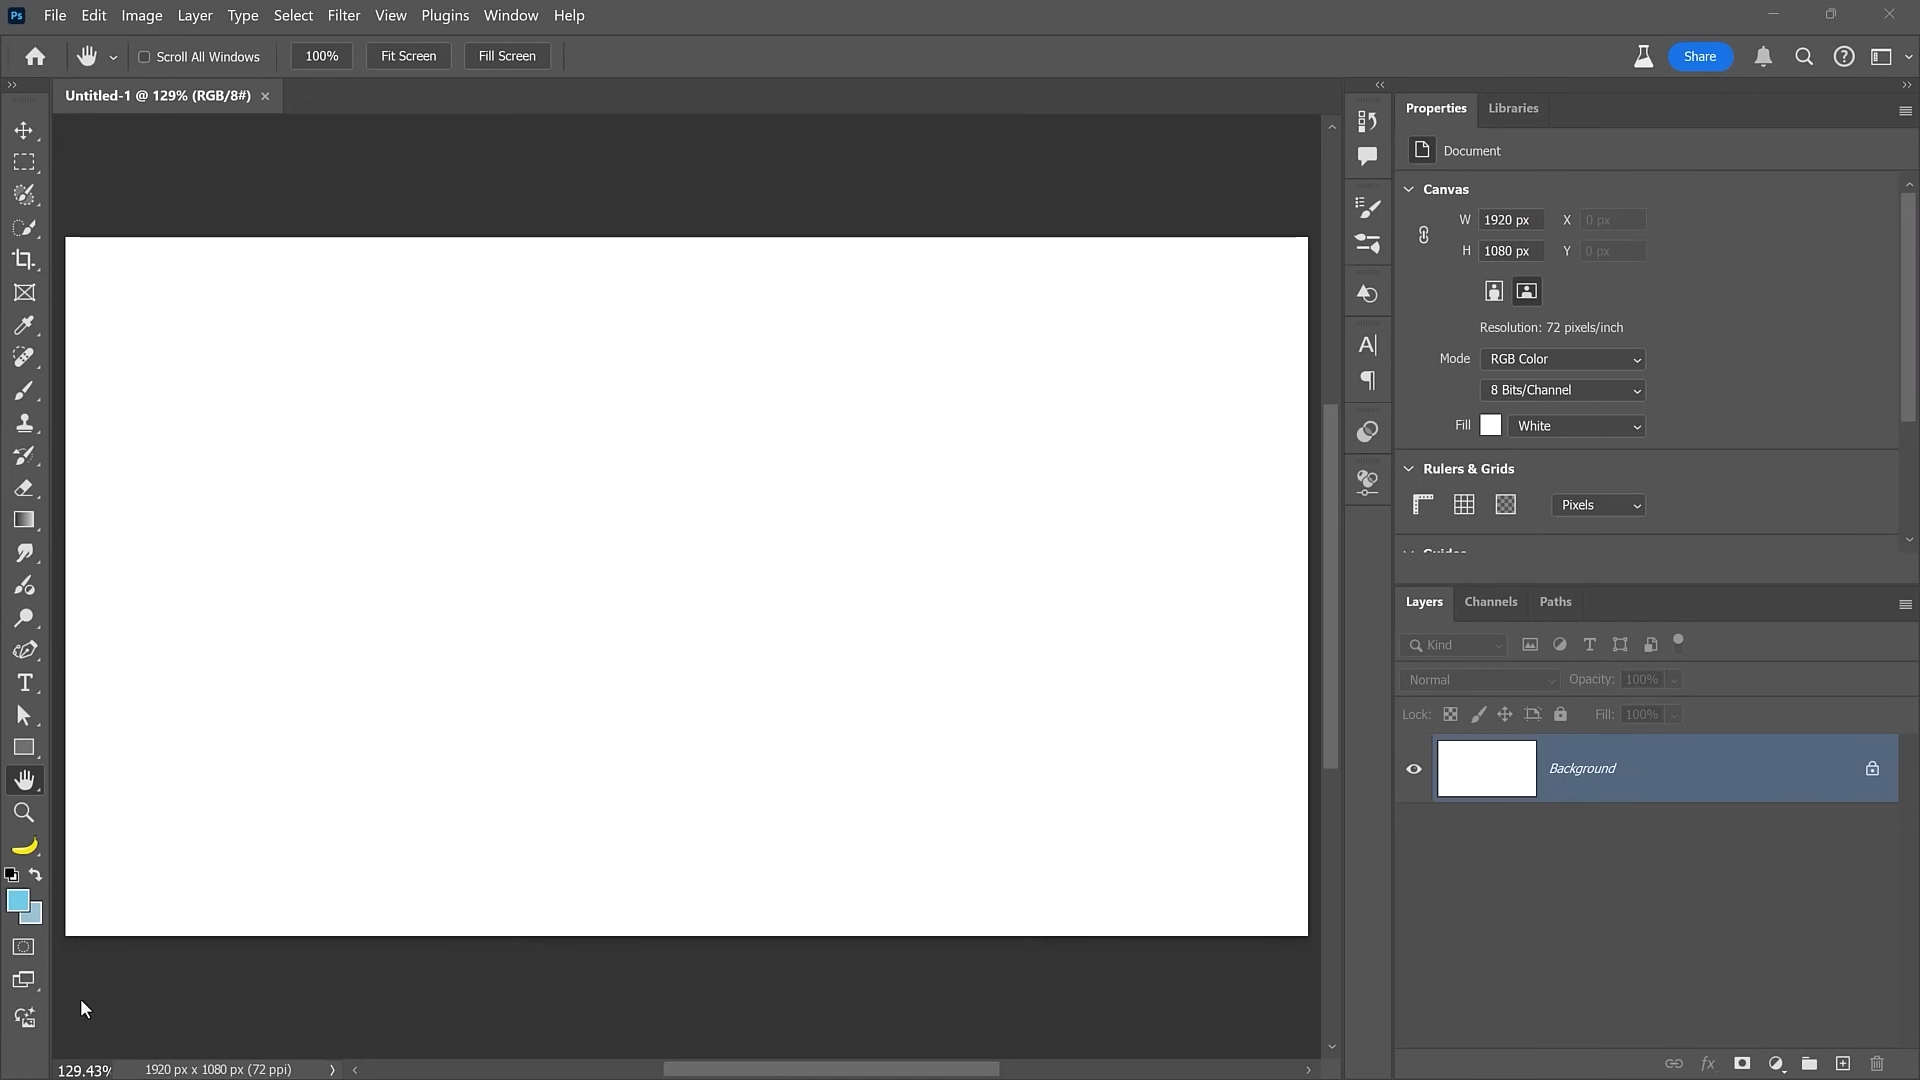 Ps File Edit Image Layer Type Select Filter View Plugins Window Help
Scroll All Windows 100% Fit Screen Fill Screen Share
Untitled-1 @ 129% (RGB/8#) ×
Properties Libraries
Document
Canvas
W 1920 px X 0 px
H 1080 px Y 0 px
Resolution: 72 pixels/inch
Mode RGB Color
8 Bits/Channel
Fill White
Rulers & Grids
Pixels
Guides
Layers Channels Paths
Kind
Normal Opacity: 100%
Lock: Fill: 100%
Background
129.43% 1920 px x 1080 px (72 ppi)